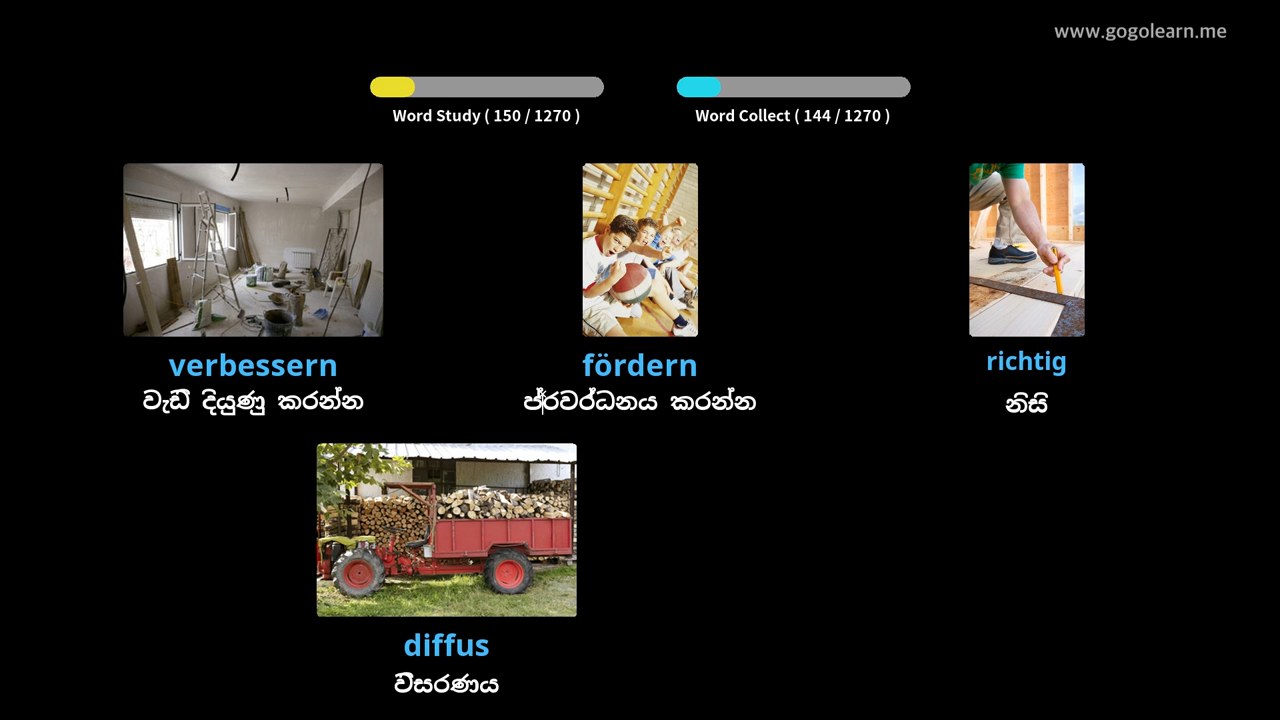 www.gogolearn.me
Word Study ( 150 / 1270 )
Word Collect ( 144 / 1270 )
verbessern
වැඩි දියුණු කරන්න
fördern
ප්‍රවර්ධනය කරන්න
richtig
නිසි
diffus
විසරණය